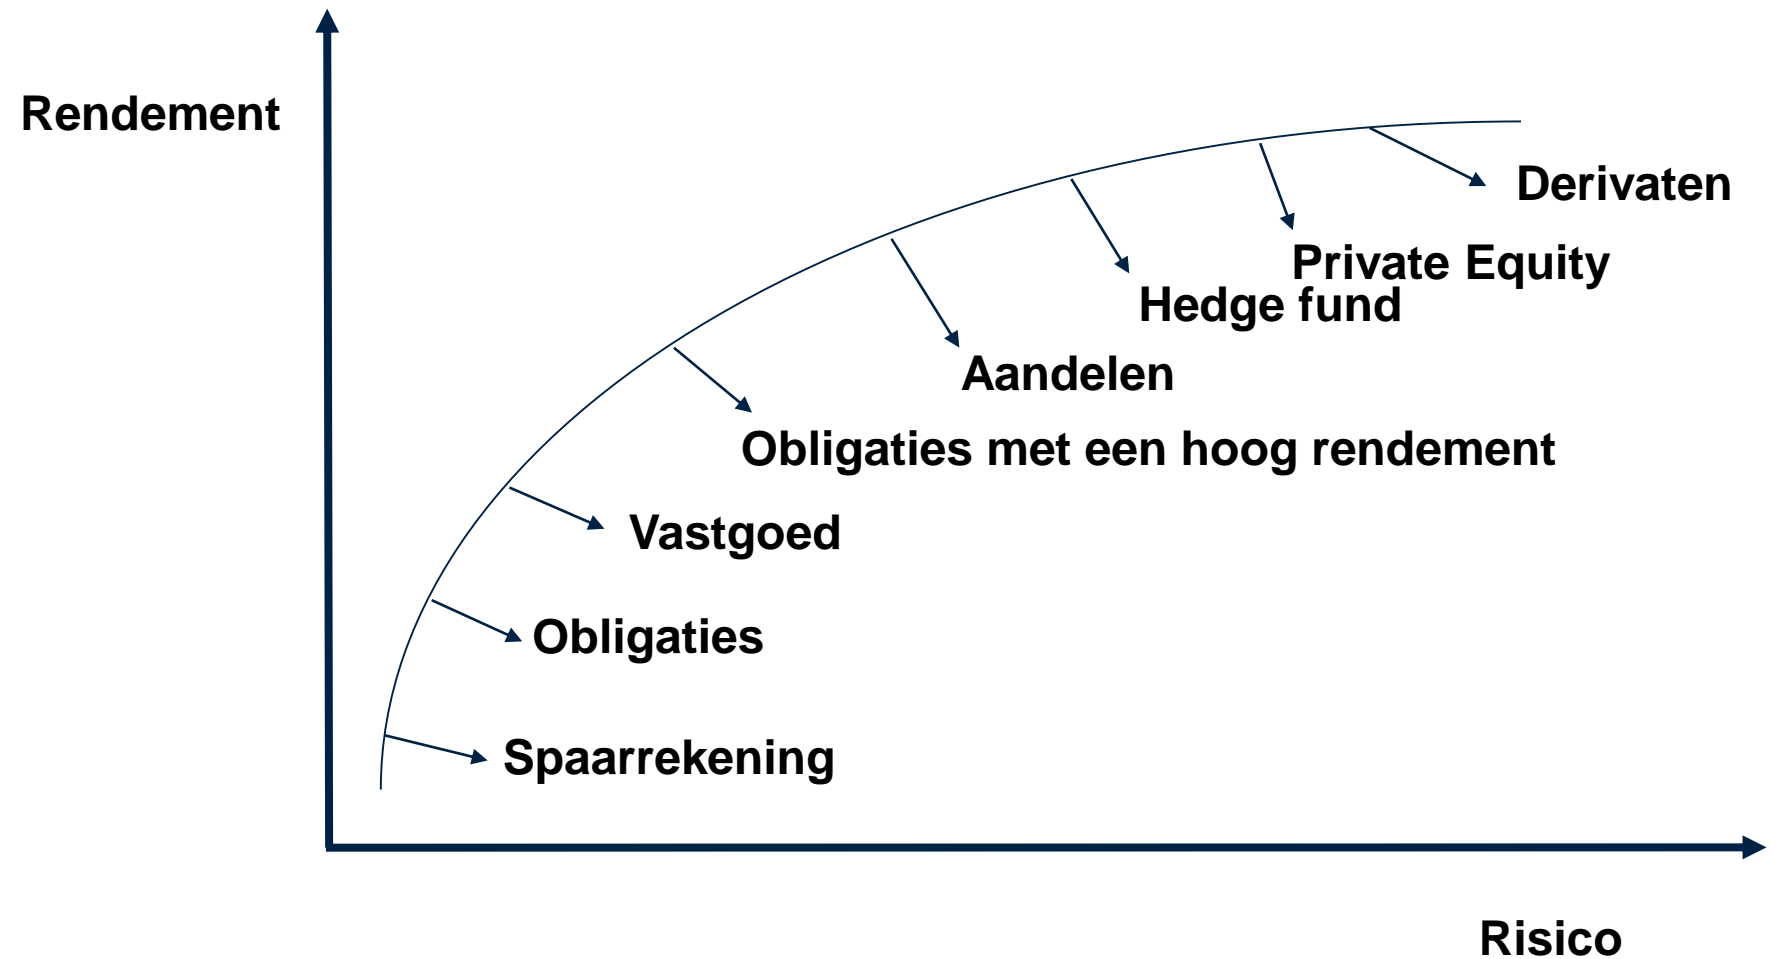 Rendement
Derivaten
Private Equity
Hedge fund
Aandelen
Obligaties met een hoog rendement
Vastgoed
Obligaties
Spaarrekening
Risico